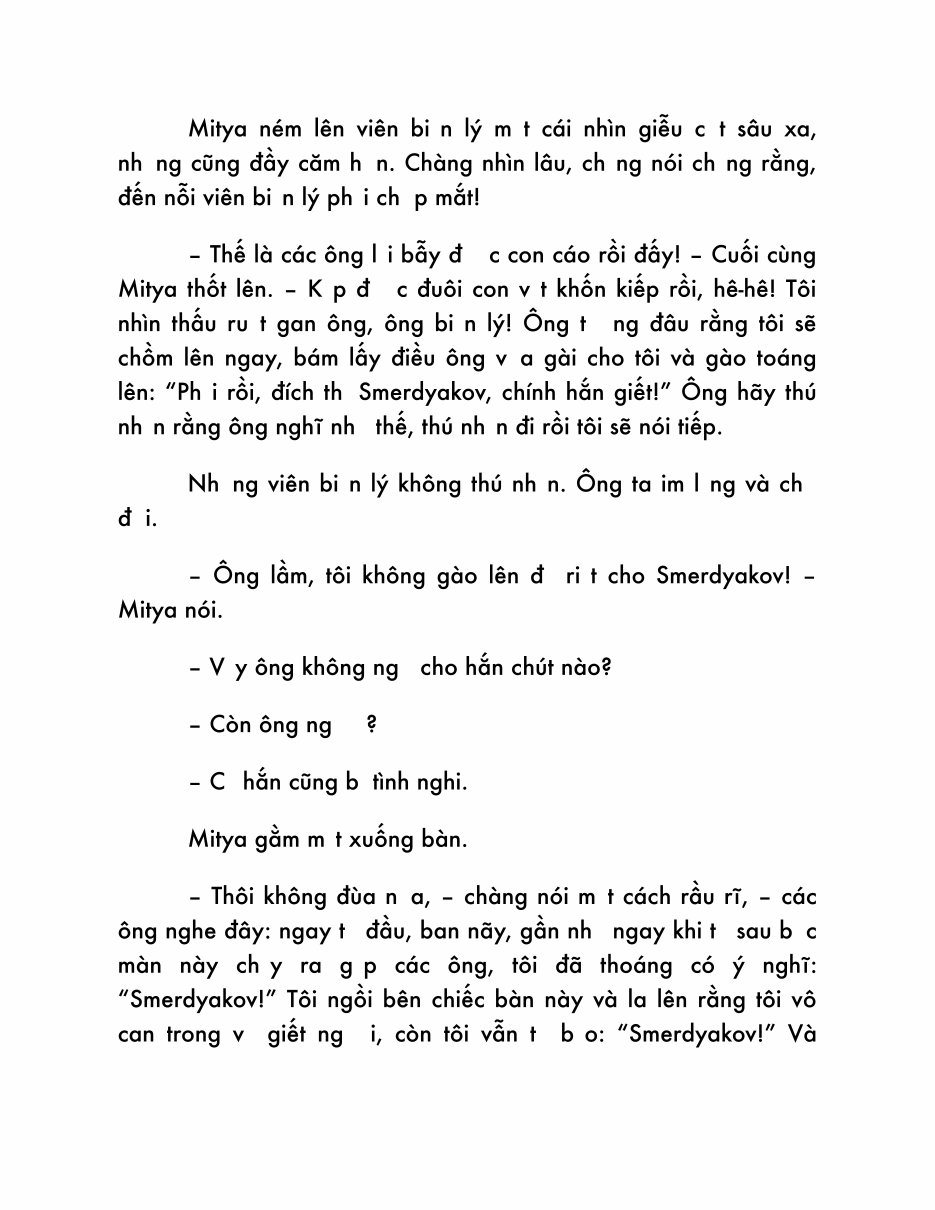 Mitya ném lên viên bi n lý m t cái nhìn giễu c t sâu xa,
nh ng cũng đầy căm h n. Chàng nhìn lâu, ch ng nói ch ng rằng,
đến nỗi viên bi n lý ph i ch p mắt!
– Thế là các ông l i bẫy đ c con cáo rồi đấy! – Cuối cùng
Mitya thốt lên. – K p đ c đuôi con v t khốn kiếp rồi, hê-hê! Tôi
nhìn thấu ru t gan ông, ông bi n lý! Ông t ng đâu rằng tôi sẽ
chồm lên ngay, bám lấy điều ông v a gài cho tôi và gào toáng
lên: “Ph i rồi, đích th Smerdyakov, chính hắn giết!” Ông hãy thú
nh n rằng ông nghĩ nh thế, thú nh n đi rồi tôi sẽ nói tiếp.
Nh ng viên bi n lý không thú nh n. Ông ta im l ng và ch
đ i.
– Ông lầm, tôi không gào lên đ ri t cho Smerdyakov! –
Mitya nói.
– V y ông không ng cho hắn chút nào?
– Còn ông ng ?
– C hắn cũng b tình nghi.
Mitya gằm m t xuống bàn.
– Thôi không đùa n a, – chàng nói m t cách rầu rĩ, – các
ông nghe đây: ngay t đầu, ban nãy, gần nh ngay khi t sau b c
màn này ch y ra g p các ông, tôi đã thoáng có ý nghĩ:
“Smerdyakov!” Tôi ngồi bên chiếc bàn này và la lên rằng tôi vô
can trong v giết ng i, còn tôi vẫn t b o: “Smerdyakov!” Và